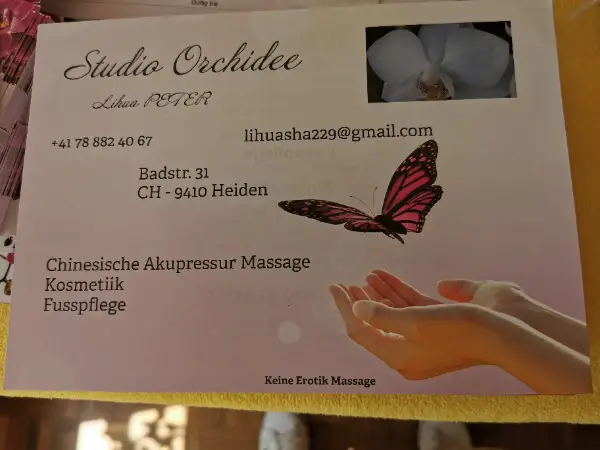 Studio Orchidee
Lihua PETER
+41 78 882 40 67
lihuasha229@gmail.com
Badstr. 31
CH - 9410 Heiden
Chinesische Akupressur Massage
Kosmetiik
Fusspflege
Keine Erotik Massage